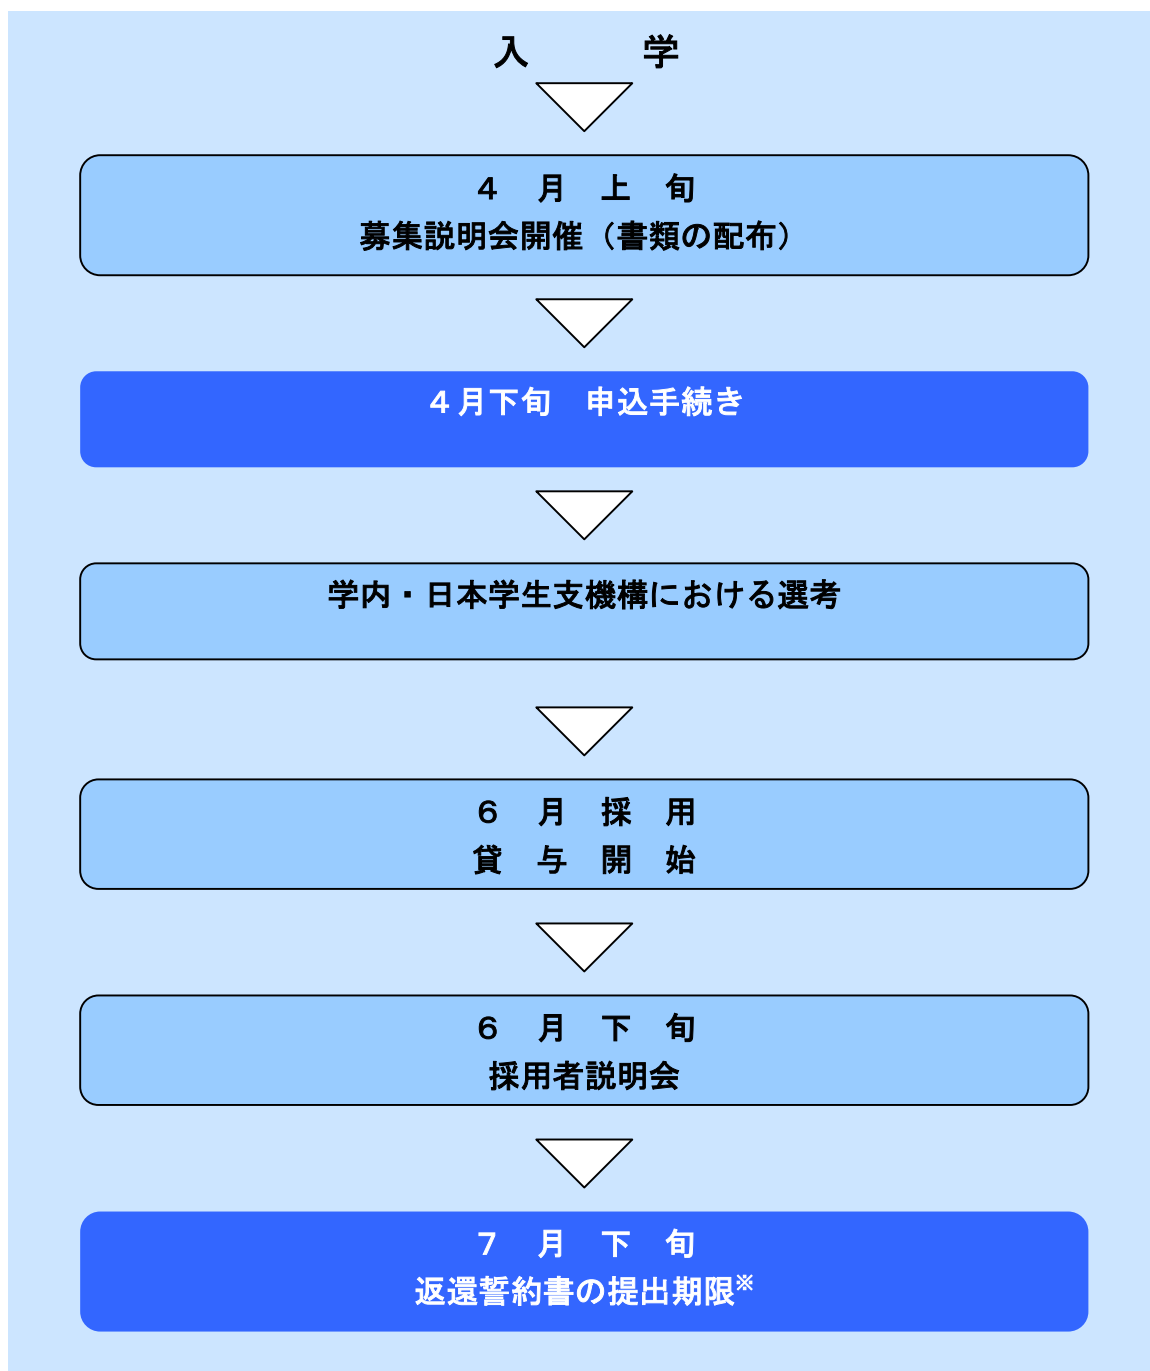 入　学
４　月　上　旬
募集説明会開催（書類の配布）
４月下旬　申込手続き
学内・日本学生支機構における選考
６　月　採　用
貸　与　開　始
６　月　下　旬
採用者説明会
７　月　下　旬
返還誓約書の提出期限※